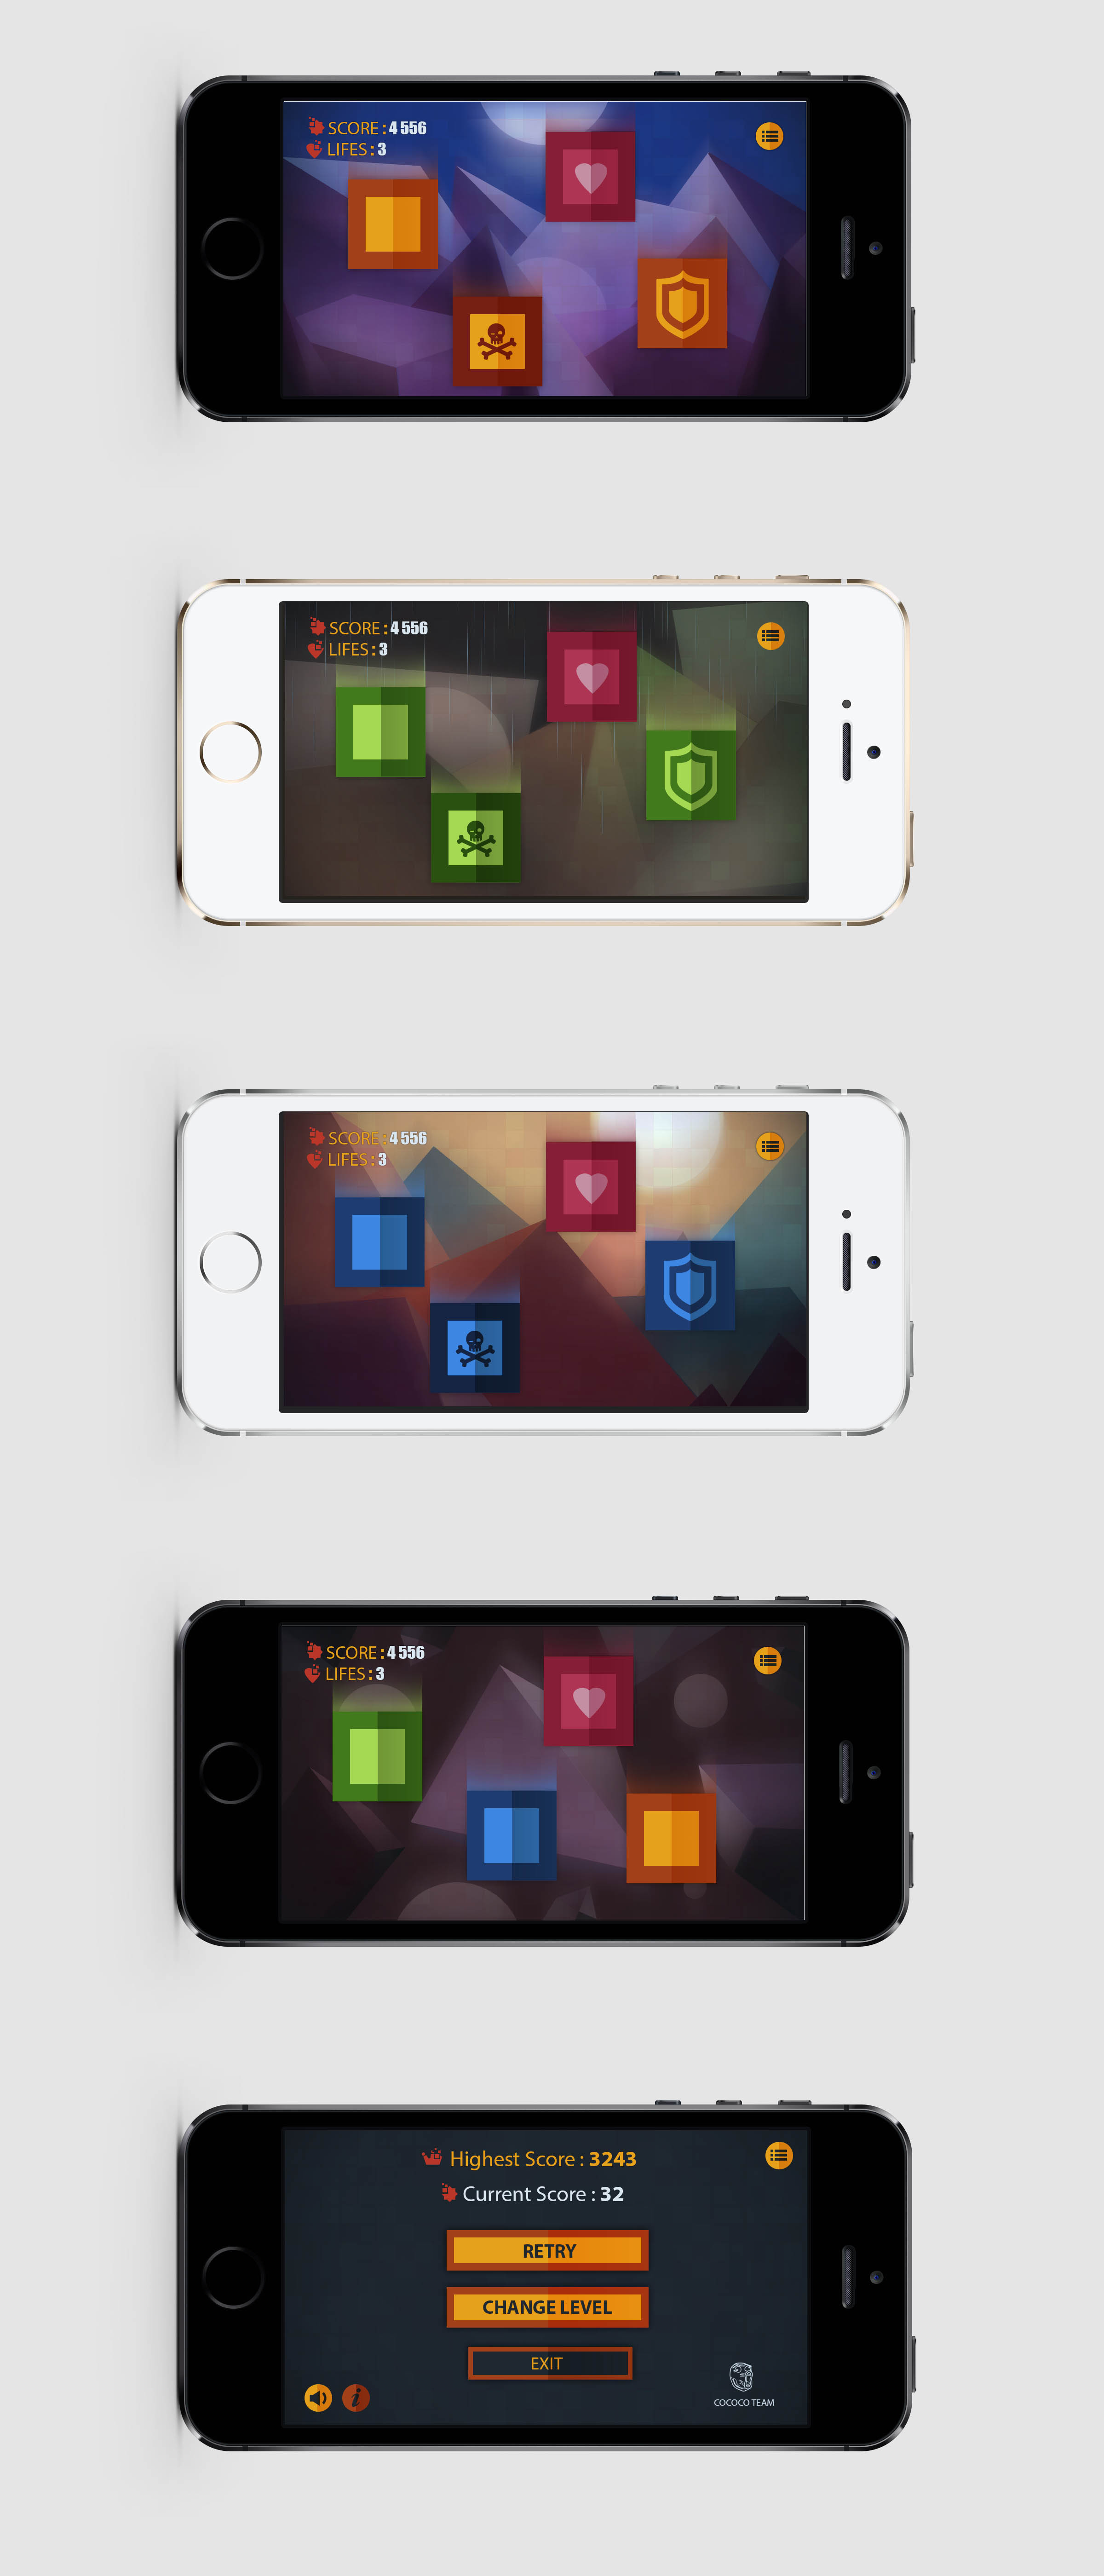 SCORE : 4 556
LIFES : 3
SCORE : 4 556
LIFES : 3
SCORE : 4 556
LIFES : 3
SCORE : 4 556
LIFES : 3
Highest Score : 3243
Current Score : 32
RETRY
CHANGE LEVEL
EXIT
i
COCOCO TEAM